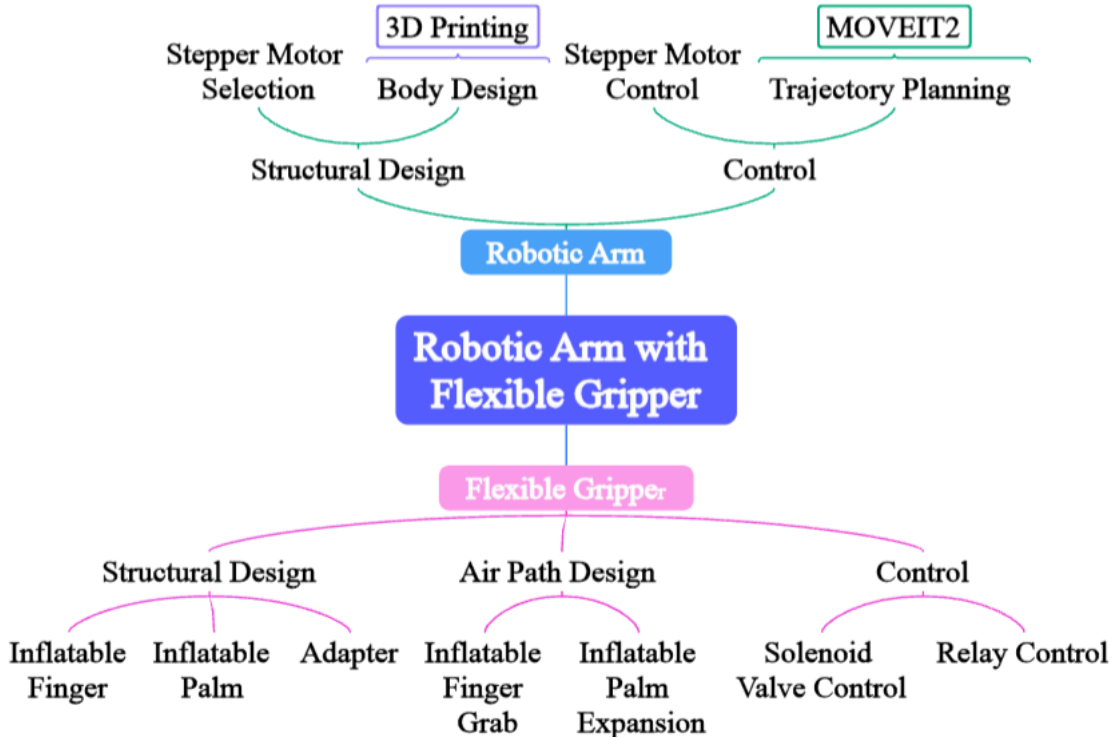 3D Printing
MOVEIT2
Stepper Motor
Selection
Body Design
Stepper Motor
Control
Trajectory Planning
Structural Design
Control
Robotic Arm
Robotic Arm with
Flexible Gripper
Flexible Gripper
Structural Design
Air Path Design
Control
Inflatable
Finger
Inflatable
Palm
Adapter
Inflatable
Finger
Grab
Inflatable
Palm
Expansion
Solenoid
Valve Control
Relay Control